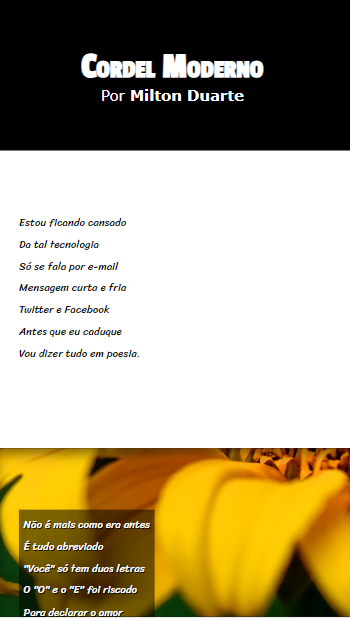 Cordel Moderno
Por Milton Duarte
Estou ficando cansado
Da tal tecnologia
Só se fala por e-mail
Mensagem curta e fria
Twitter e Facebook
Antes que eu caduque
Vou dizer tudo em poesia.
Não é mais como era antes
É tudo abreviado
"Você" só tem duas letras
O "O" e o "E" foi riscado
Para declarar o amor